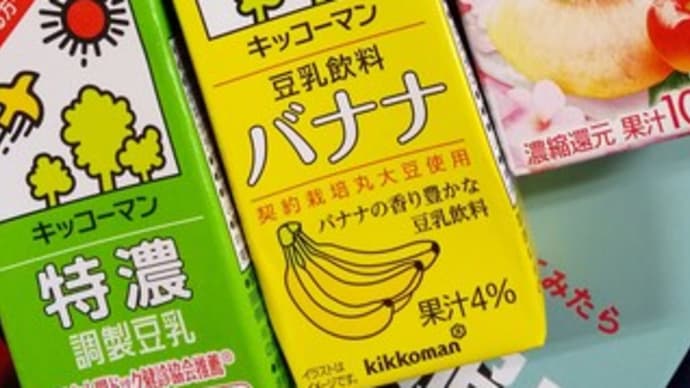 キッコーマン
特濃
調製豆乳
キッコーマン
豆乳飲料
バナナ
契約栽培丸大豆使用
バナナの香り豊かな
豆乳飲料
果汁4%
イラストは
イメージです。
kikkoman®
濃縮還元 果汁10
みたら